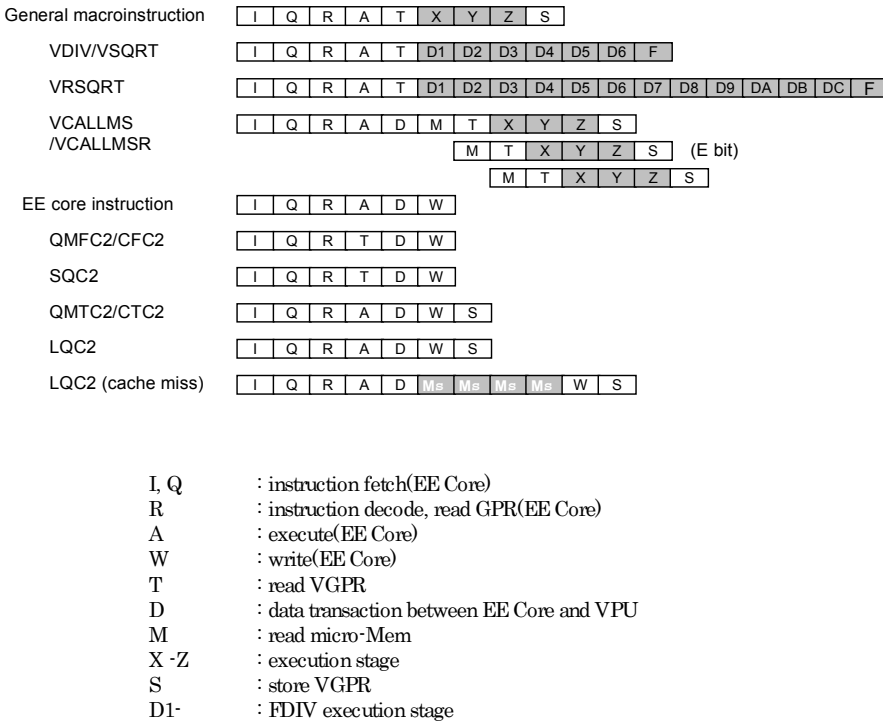 General macroinstruction I Q R A T X Y Z S
VDIV/VSQRT I Q R A T D1 D2 D3 D4 D5 D6 F
VRSQRT I Q R A T D1 D2 D3 D4 D5 D6 D7 D8 D9 DA DB DC F
VCALLMS I Q R A D M T X Y Z S
/VCALLMSR M T X Y Z S (E bit)
M T X Y Z S
EE core instruction I Q R A D W
QMFC2/CFC2 I Q R T D W
SQC2 I Q R T D W
QMTC2/CTC2 I Q R A D W S
LQC2 I Q R A D W S
LQC2 (cache miss) I Q R A D Ms Ms Ms Ms W S
I, Q : instruction fetch(EE Core)
R : instruction decode, read GPR(EE Core)
A : execute(EE Core)
W : write(EE Core)
T : read VGPR
D : data transaction between EE Core and VPU
M : read micro-Mem
X -Z : execution stage
S : store VGPR
D1- : FDIV execution stage